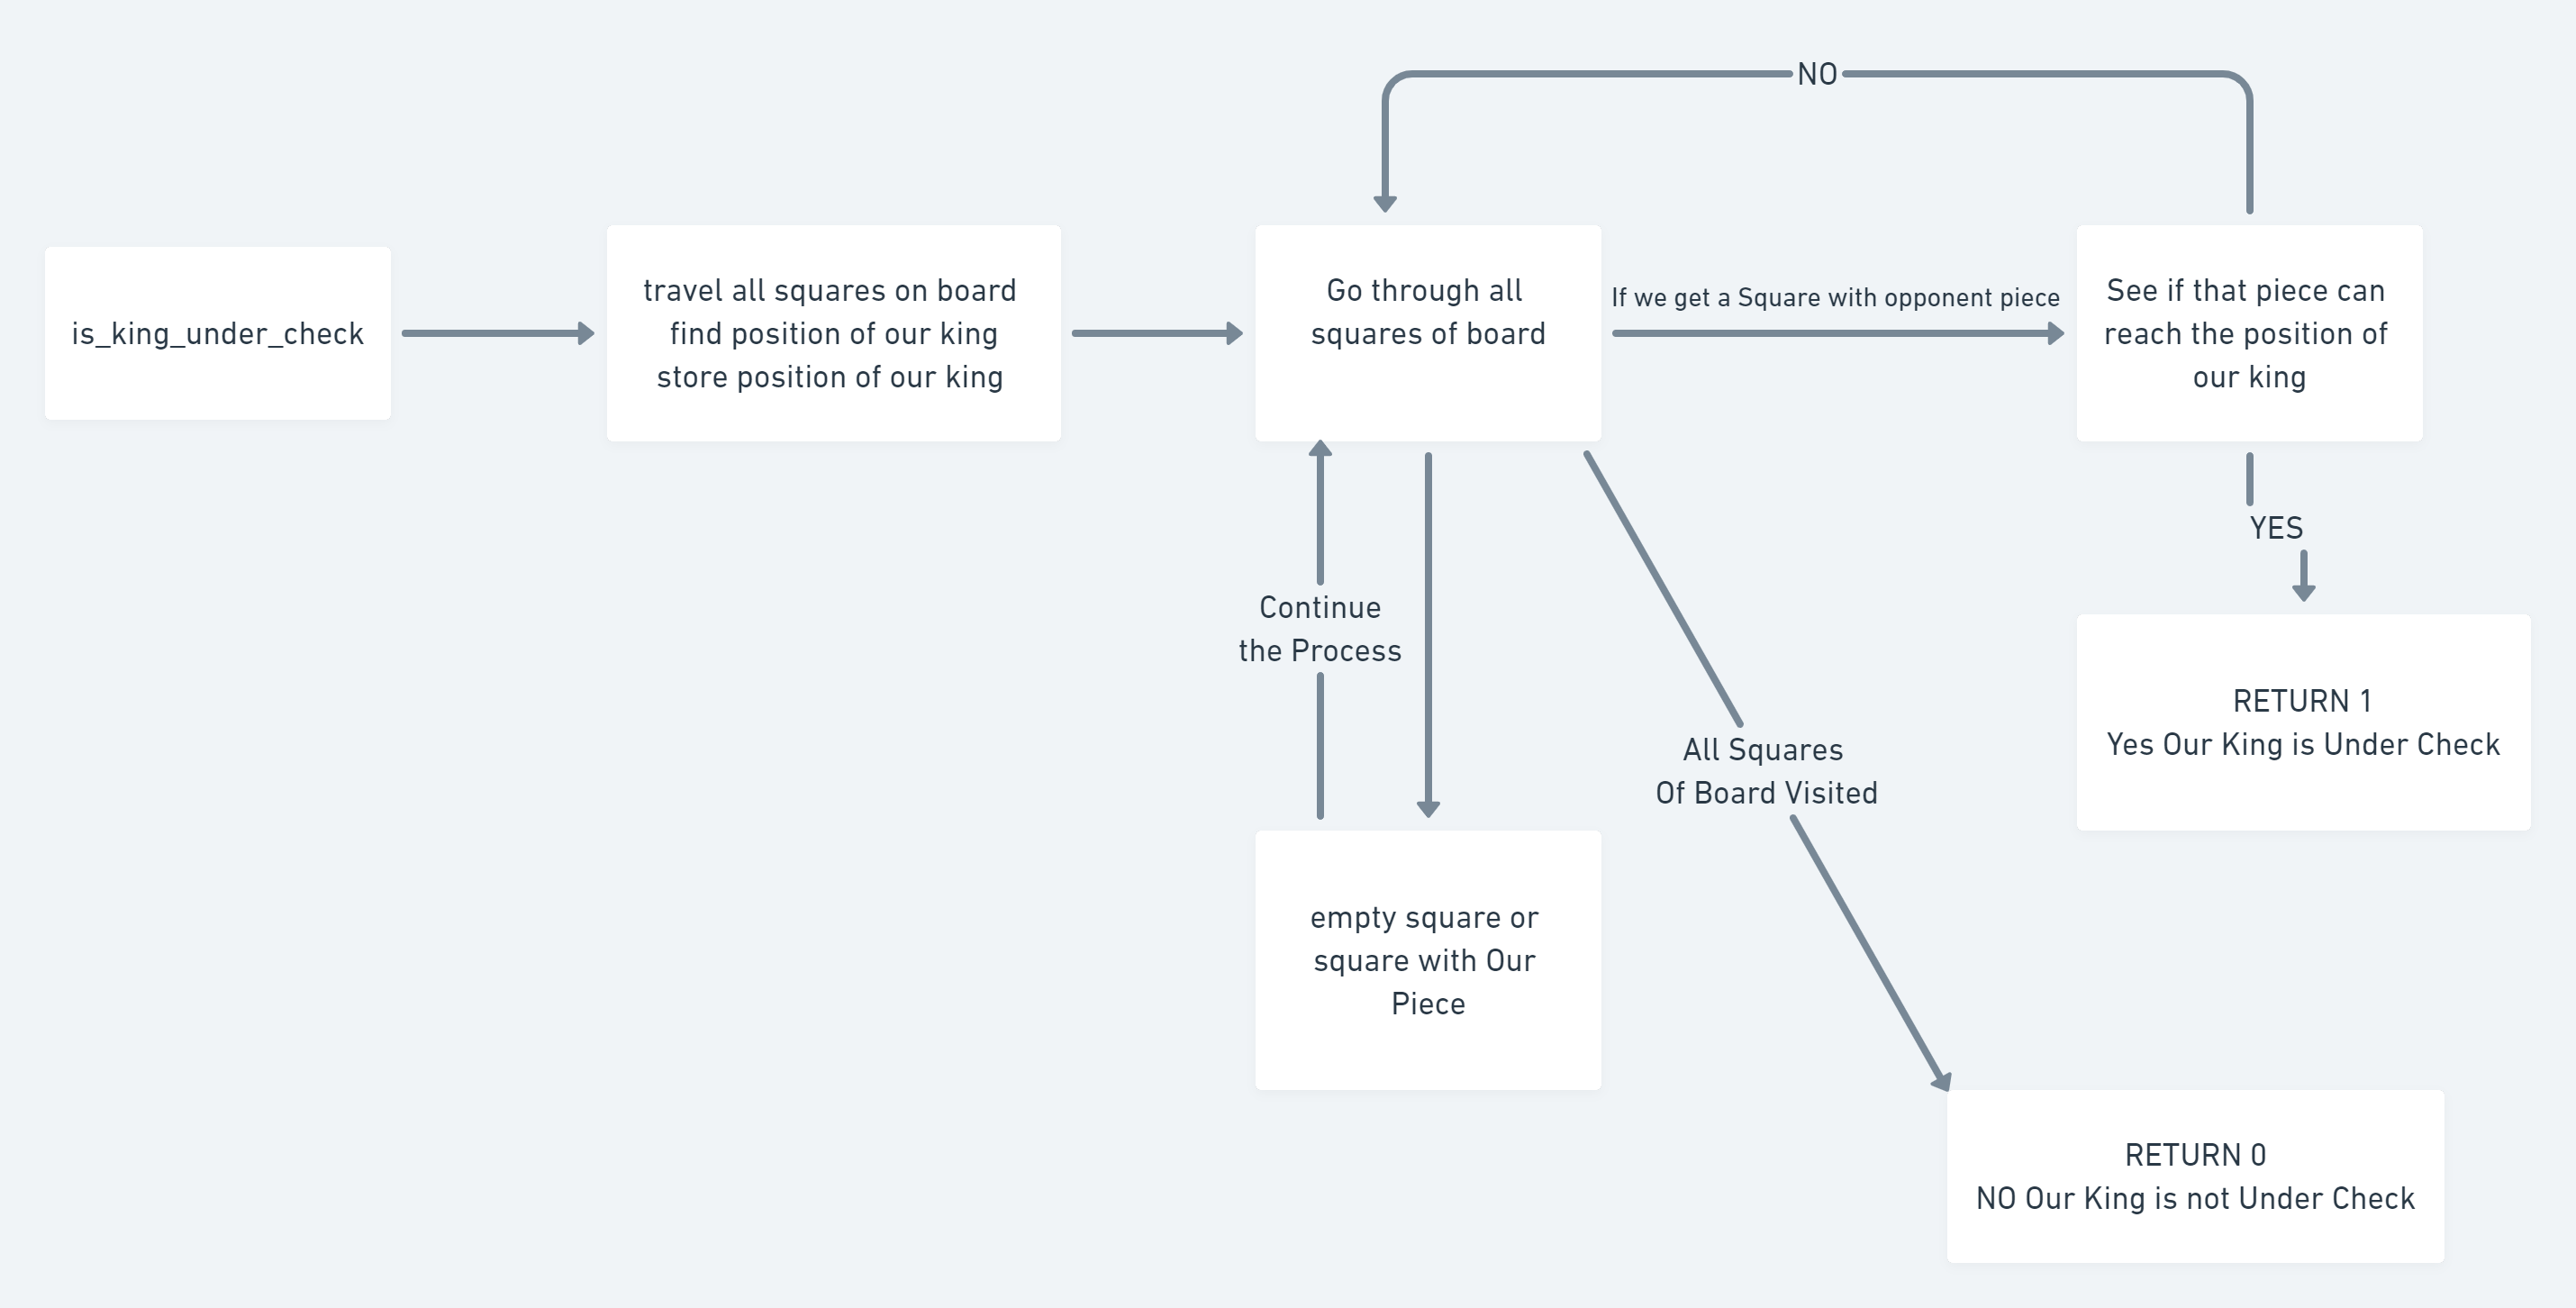 NO
is_king_under_check
travel all squares on board
find position of our king
store position of our king
Go through all
squares of board
If we get a Square with opponent piece
See if that piece can
reach the position of
our king
YES
Continue
the Process
RETURN 1
Yes Our King is Under Check
All Squares
Of Board Visited
empty square or
square with Our
Piece
RETURN 0
NO Our King is not Under Check